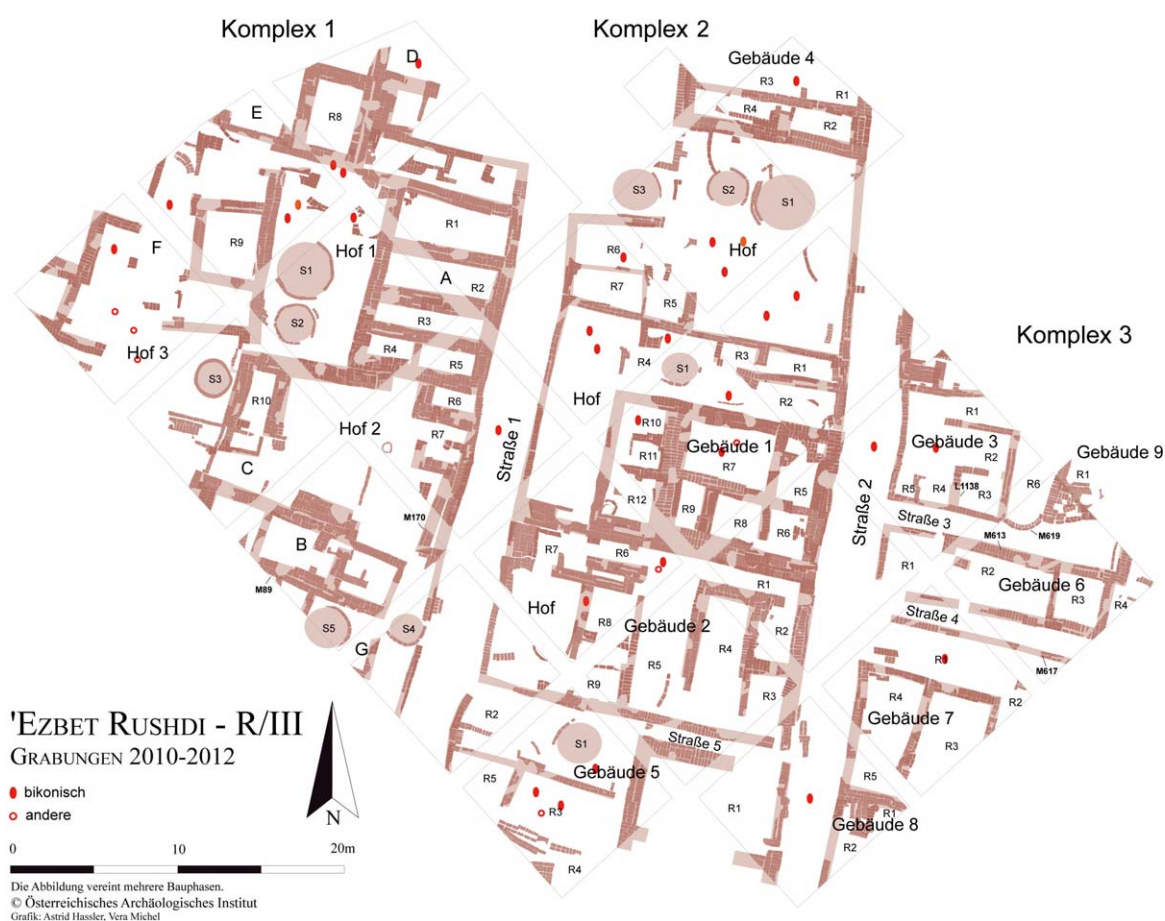 Komplex 1
Komplex 2
Komplex 3
D
E
R8
F
R9
S1
Hof 1
R1
A
R2
S2
R3
R4
R5
Hof 3
S3
R10
R6
Hof 2
R7
C
Straße 1
M170
B
M89
S5
S4
G
Gebäude 4
R3
R1
R4
R2
S3
S2
S1
Hof
R6
R7
R5
R4
S1
R3
R1
Hof
R2
R10
Gebäude 1
R11
R7
R5
R12
R9
R8
R6
Straße 2
R7
R6
R1
Hof
R8
Gebäude 2
R2
R4
R5
R9
R3
R2
S1
Straße 5
Gebäude 5
R5
R3
R4
R1
R1
Gebäude 3
R2
Gebäude 9
R1
R5
R4
L1138
R3
R6
Straße 3
M613
M619
R1
R2
Gebäude 6
R3
R4
Straße 4
M617
R1
R2
R4
Gebäude 7
R3
R5
R1
Gebäude 8
R2
'EZBET RUSHDI - R/III
GRABUNGEN 2010-2012
bikonisch
andere
N
0 10 20m
Die Abbildung vereint mehrere Bauphasen.
© Österreichisches Archäologisches Institut
Grafik: Astrid Hassler, Vera Michel